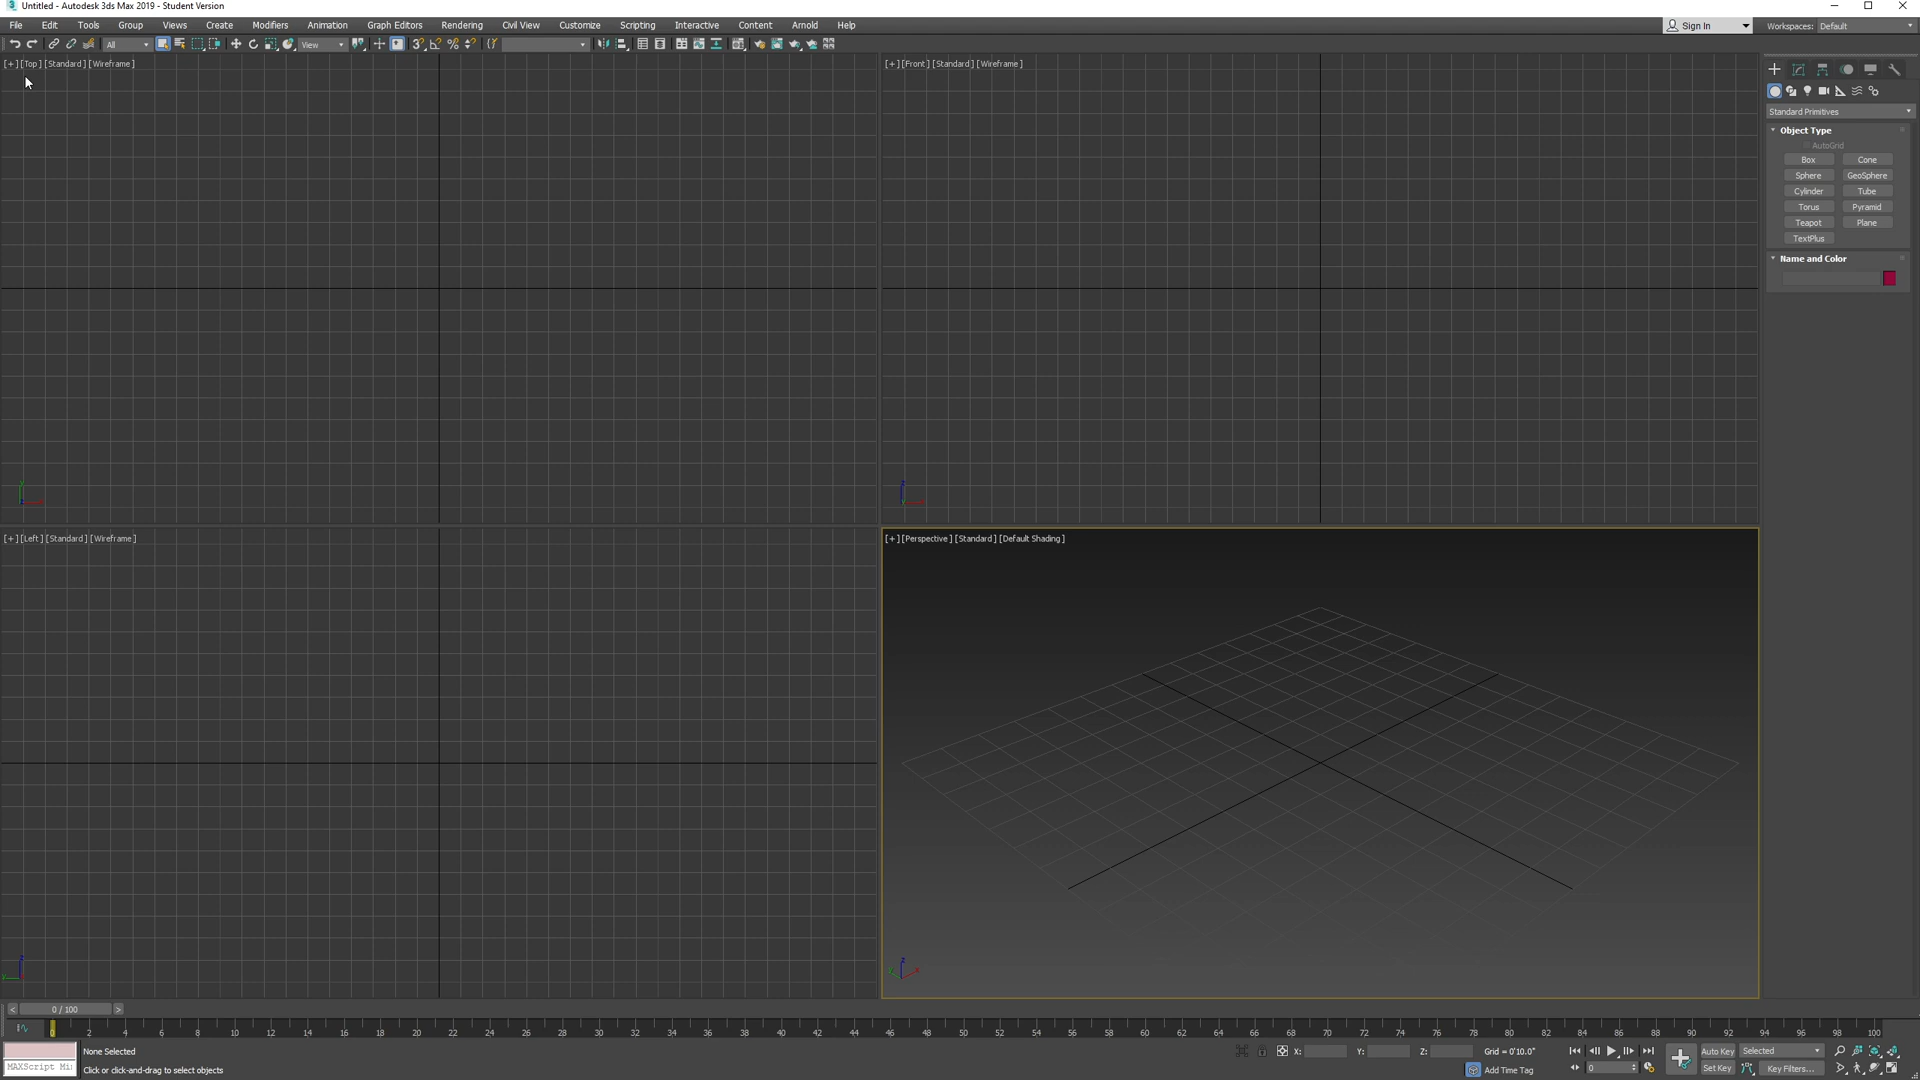 Untitled - Autodesk 3ds Max 2019 - Student Version
File Edit Tools Group Views Create Modifiers Animation Graph Editors Rendering Civil View Customize Scripting Interactive Content Arnold Help
Sign In Workspaces: Default
All View
[+] [Top] [Standard] [Wireframe]
[+] [Front] [Standard] [Wireframe]
Standard Primitives
Object Type
AutoGrid
Box Cone
Sphere GeoSphere
Cylinder Tube
Torus Pyramid
Teapot Plane
TextPlus
Name and Color
[+] [Left] [Standard] [Wireframe]
[+] [Perspective] [Standard] [Default Shading]
< 0 / 100 >
0 2 4 6 8 10 12 14 16 18 20 22 24 26 28 30 32 34 36 38 40 42 44 46 48 50 52 54 56 58 60 62 64 66 68 70 72 74 76 78 80 82 84 86 88 90 92 94 96 98 100
None Selected X: Y: Z: Grid = 0'10.0" Auto Key Selected
MAXScript Mi: Click or click-and-drag to select objects Add Time Tag 0 Set Key Key Filters...